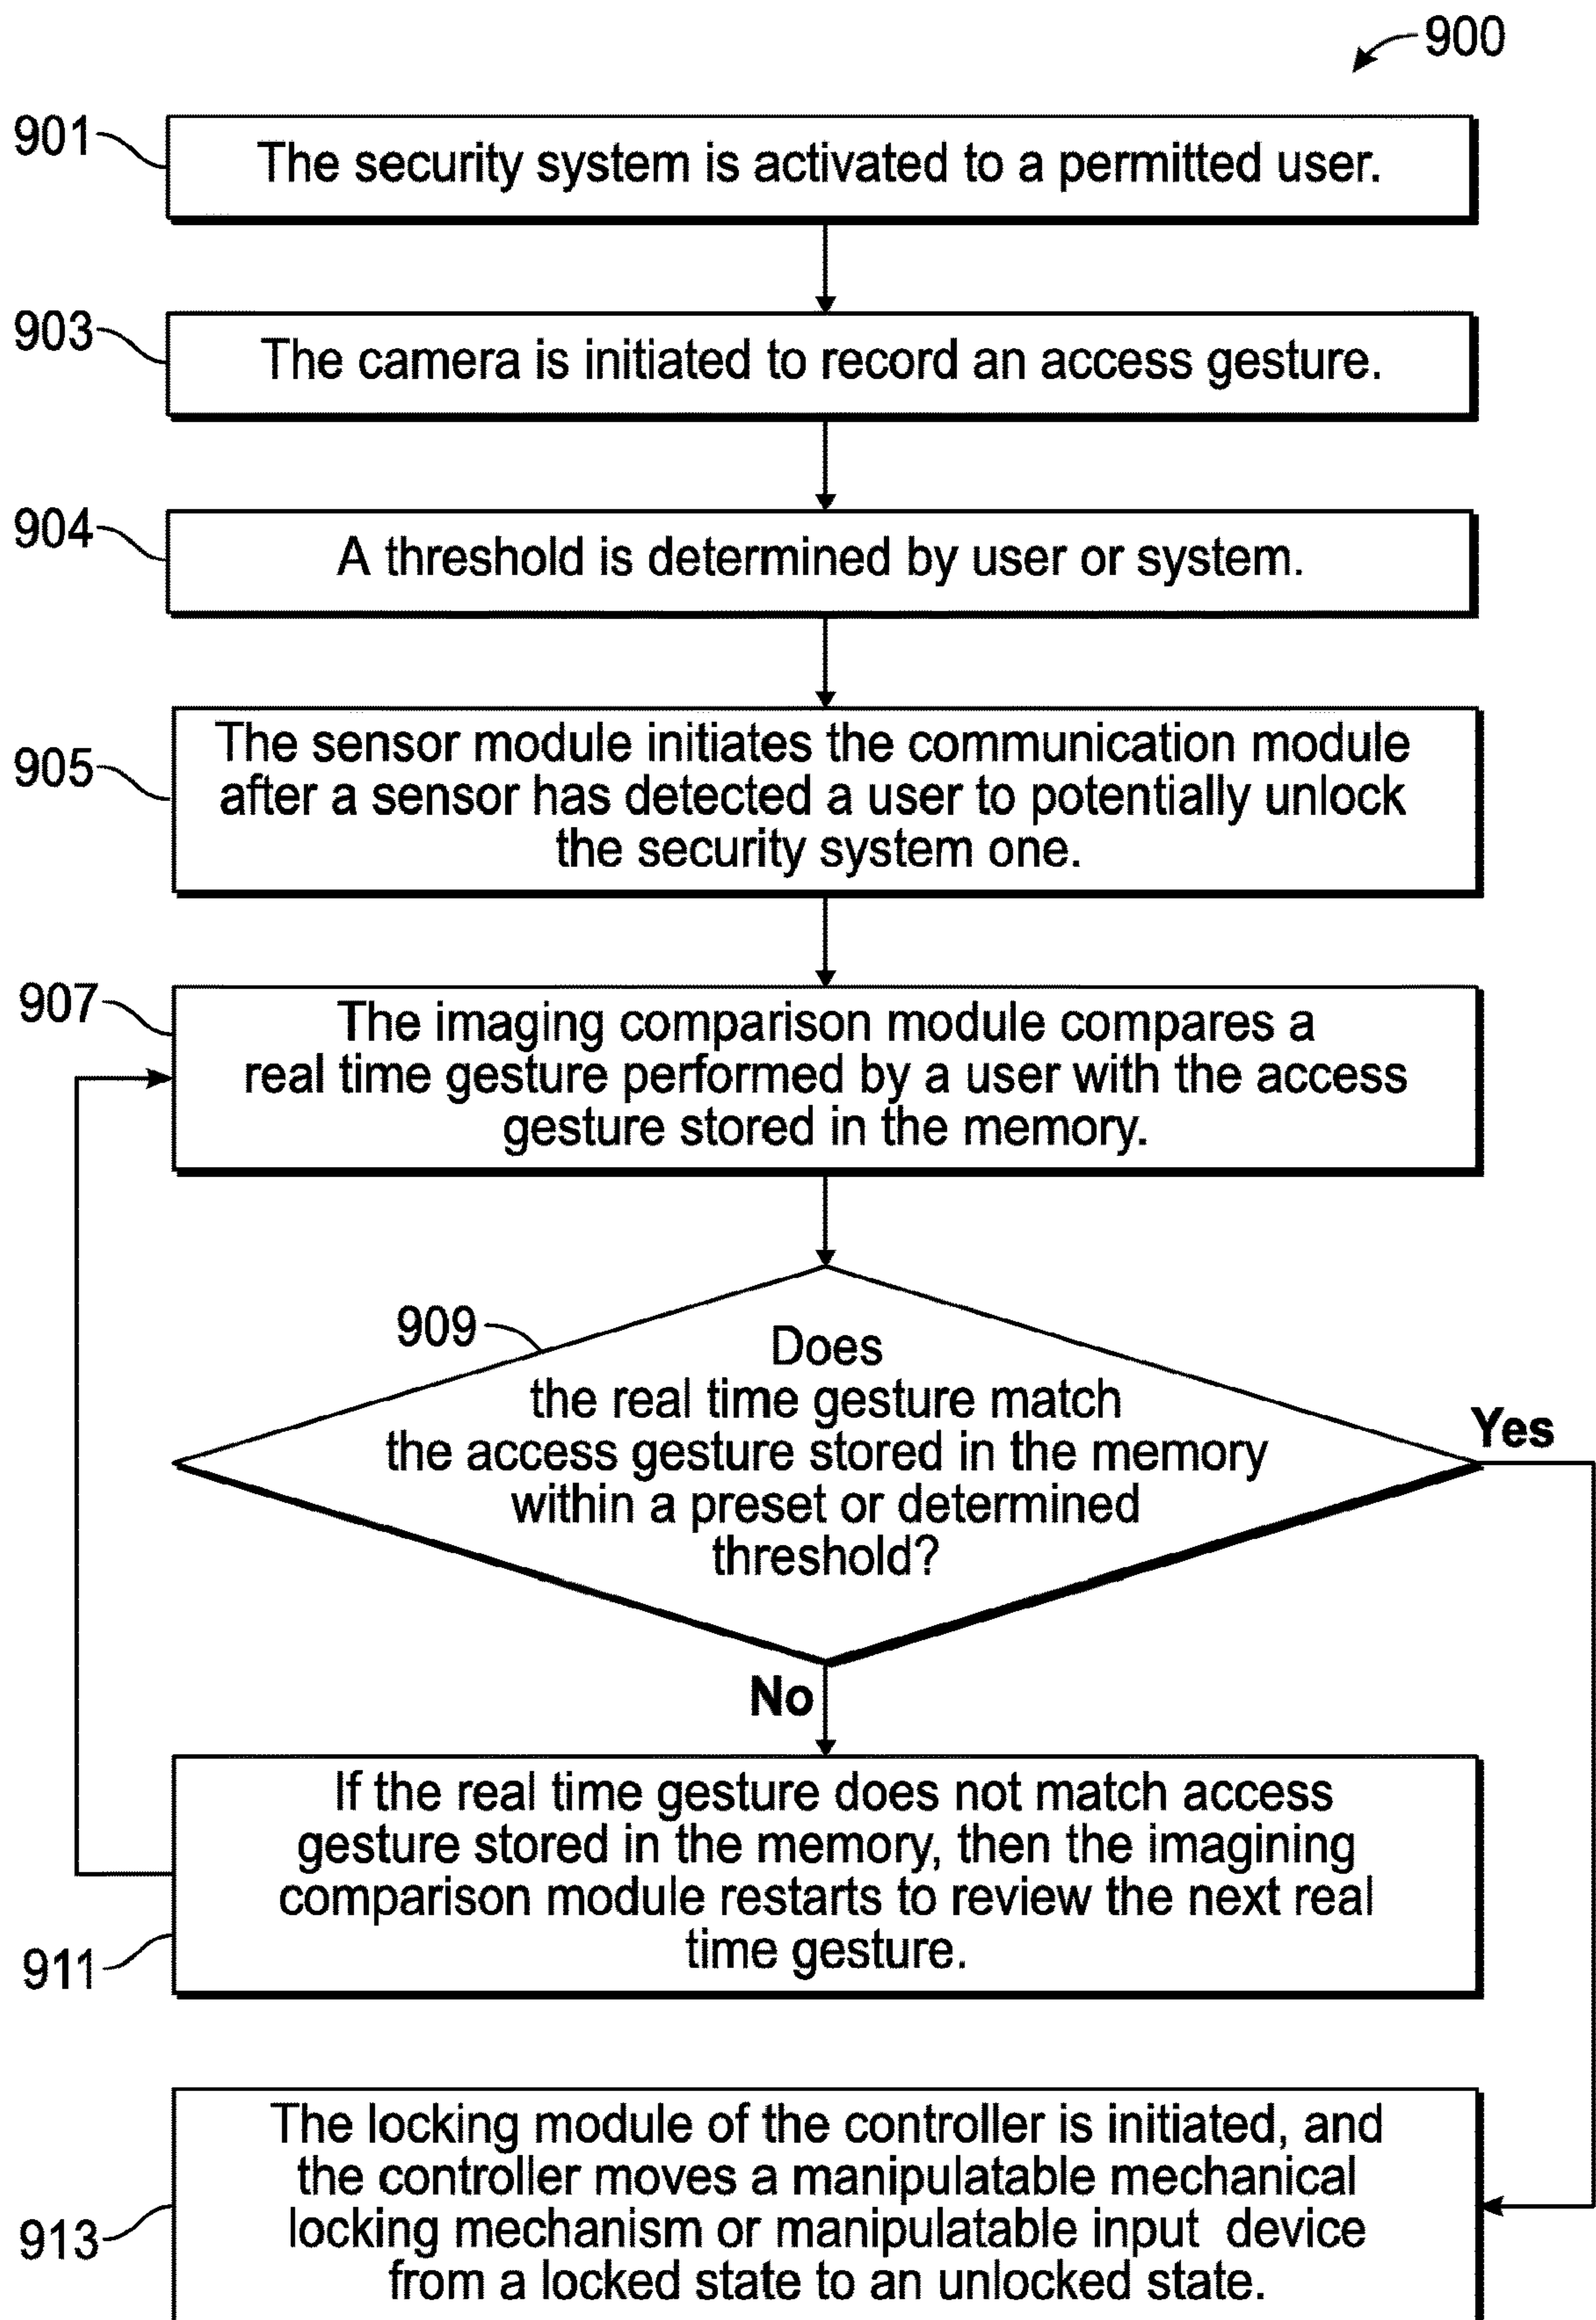 900
901
The security system is activated to a permitted user.
903
The camera is initiated to record an access gesture.
904
A threshold is determined by user or system.
905
The sensor module initiates the communication module
after a sensor has detected a user to potentially unlock
the security system one.
907
The imaging comparison module compares a
real time gesture performed by a user with the access
gesture stored in the memory.
909
Does
the real time gesture match
the access gesture stored in the memory
within a preset or determined
threshold?
Yes
No
If the real time gesture does not match access
gesture stored in the memory, then the imagining
comparison module restarts to review the next real
time gesture.
911
The locking module of the controller is initiated, and
the controller moves a manipulatable mechanical
locking mechanism or manipulatable input device
from a locked state to an unlocked state.
913